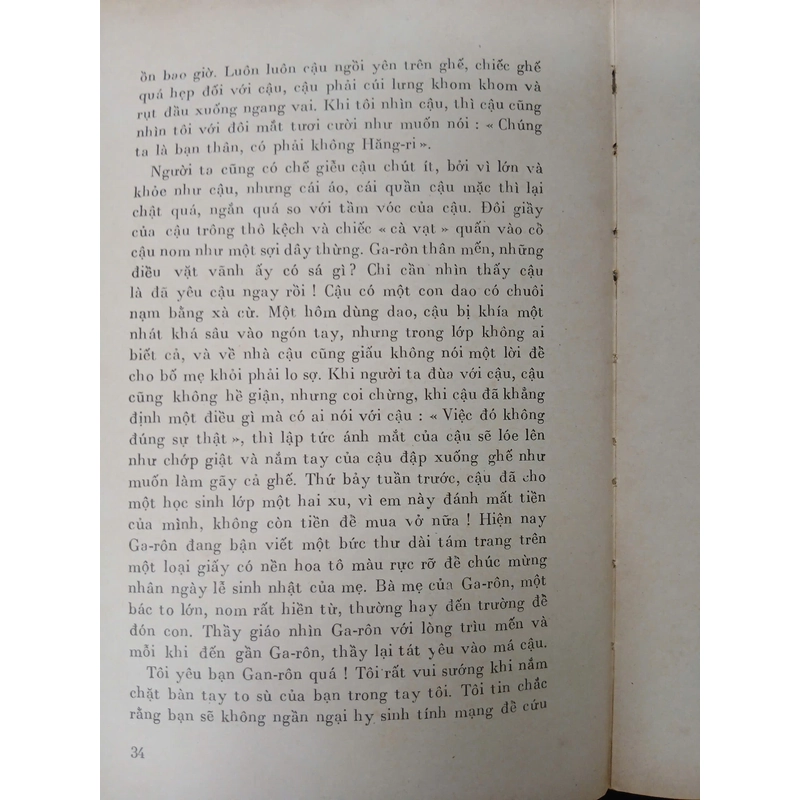 ồn bao giờ. Luôn luôn cậu ngồi yên trên ghế, chiếc ghế
quá hẹp đối với cậu, cậu phải cúi lưng khom khom và
rụt đầu xuống ngang vai. Khi tôi nhìn cậu, thì cậu cũng
nhìn tôi với đôi mắt tươi cười như muốn nói : « Chúng
ta là bạn thân, có phải không Hăng-ri ».
Người ta cũng có chế giễu cậu chút ít, bởi vì lớn và
khỏe như cậu, nhưng cái áo, cái quần cậu mặc thì lại
chật quá, ngắn quá so với tầm vóc của cậu. Đôi giầy
của cậu trông thỏ kệch và chiếc « cà vạt » quấn vào cổ
cậu nom như một sợi dây thừng. Ga-rôn thân mến, những
điều vặt vãnh ấy có sá gì ? Chỉ cần nhìn thấy cậu
là đã yêu cậu ngay rồi ! Cậu có một con dao có chuôi
nạm bằng xà cừ. Một hôm dùng dao, cậu bị khía một
nhát khá sâu vào ngón tay, nhưng trong lớp không ai
biết cả, và về nhà cậu cũng giấu không nói một lời để
cho bố mẹ khỏi phải lo sợ. Khi người ta đùa với cậu, cậu
cũng không hề giận, nhưng coi chừng, khi cậu đã khẳng
định một điều gì mà có ai nói với cậu : « Việc đó không
đúng sự thật », thì lập tức ánh mắt của cậu sẽ lóe lên
như chớp giật và nắm tay của cậu đập xuống ghế như
muốn làm gãy cả ghế. Thứ bảy tuần trước, cậu đã cho
một học sinh lớp một hai xu, vì em này đánh mất tiền
của mình, không còn tiền để mua vở nữa ! Hiện nay
Ga-rôn đang bận viết một bức thư dài tám trang trên
một loại giấy có nền hoa tô màu rực rỡ để chúc mừng
nhân ngày lễ sinh nhật của mẹ. Bà mẹ của Ga-rôn, một
bác to lớn, nom rất hiền từ, thường hay đến trường để
đón con. Thầy giáo nhìn Ga-rôn với lòng trìu mến và
mỗi khi đến gần Ga-rôn, thầy lại tát yêu vào má cậu.
Tôi yêu bạn Gan-rôn quá ! Tôi rất vui sướng khi nắm
chặt bàn tay to sù của bạn trong tay tôi. Tôi tin chắc
rằng bạn sẽ không ngần ngại hy sinh tính mạng để cứu
34